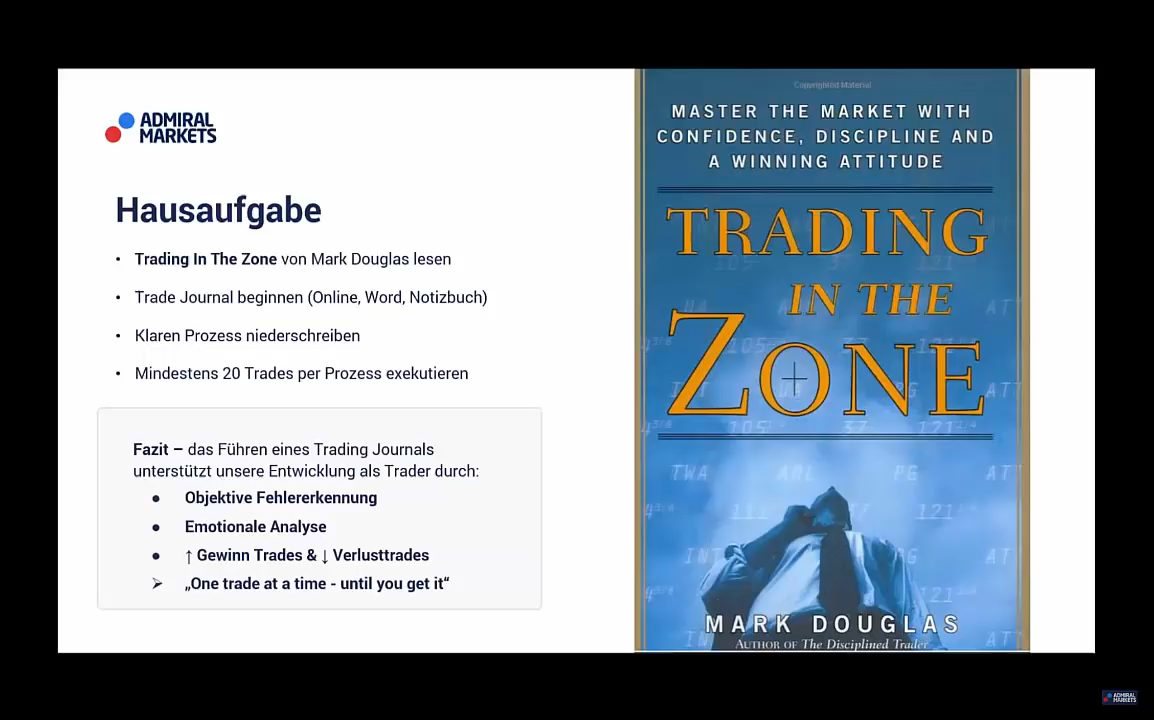 ADMIRAL
MARKETS
Hausaufgabe
• Trading In The Zone von Mark Douglas lesen
• Trade Journal beginnen (Online, Word, Notizbuch)
• Klaren Prozess niederschreiben
• Mindestens 20 Trades per Prozess exekutieren
Fazit – das Führen eines Trading Journals
unterstützt unsere Entwicklung als Trader durch:
● Objektive Fehlererkennung
● Emotionale Analyse
● ↑ Gewinn Trades & ↓ Verlusttrades
➢ „One trade at a time - until you get it“
Copyrighted Material
MASTER THE MARKET WITH
CONFIDENCE, DISCIPLINE AND
A WINNING ATTITUDE
TRADING
IN THE
ZONE
MARK DOUGLAS
AUTHOR OF The Disciplined Trader
ADMIRAL
MARKETS